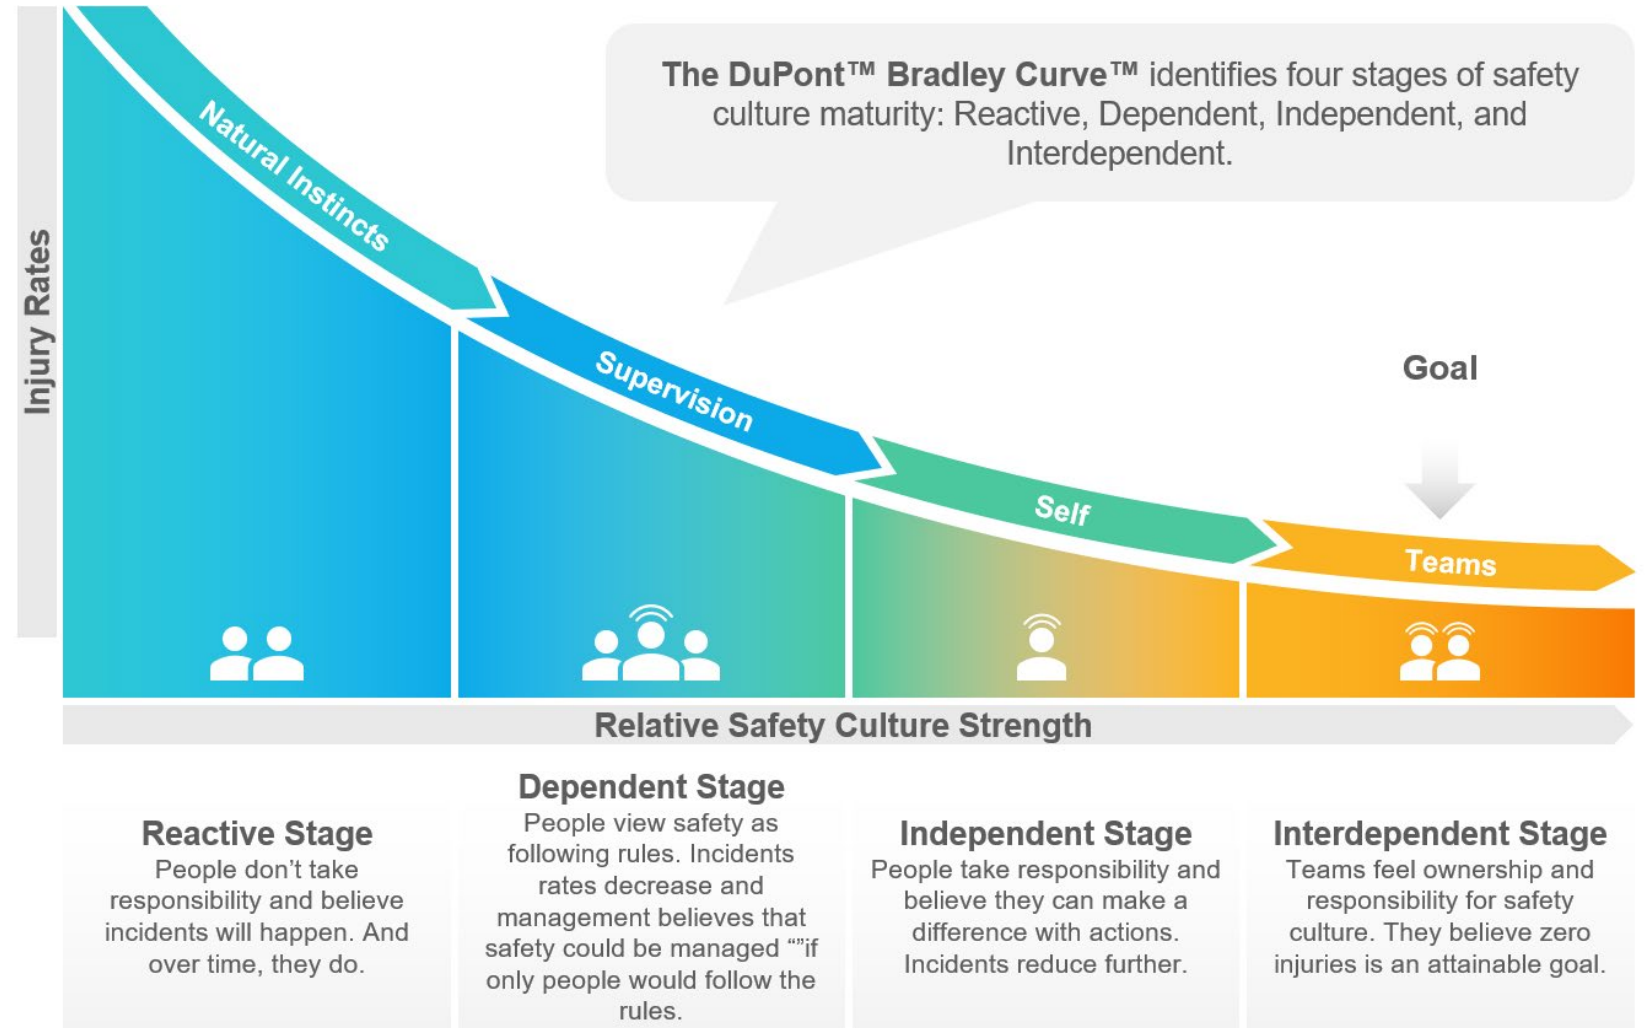 The DuPont™ Bradley Curve™ identifies four stages of safety
culture maturity: Reactive, Dependent, Independent, and
Interdependent.
Injury Rates
Natural Instincts
Supervision
Self
Teams
Goal
Relative Safety Culture Strength
Reactive Stage
People don’t take
responsibility and believe
incidents will happen. And
over time, they do.
Dependent Stage
People view safety as
following rules. Incidents
rates decrease and
management believes that
safety could be managed “”if
only people would follow the
rules.
Independent Stage
People take responsibility and
believe they can make a
difference with actions.
Incidents reduce further.
Interdependent Stage
Teams feel ownership and
responsibility for safety
culture. They believe zero
injuries is an attainable goal.